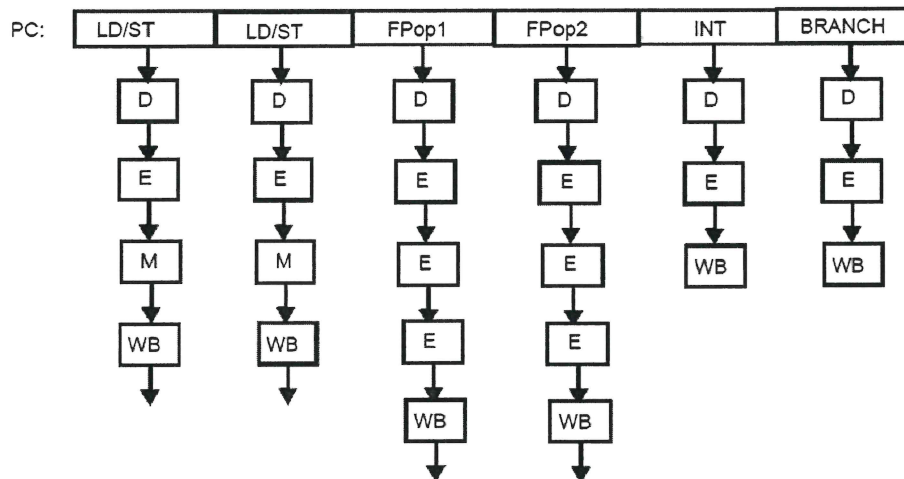 PC: LD/ST LD/ST FPop1 FPop2 INT BRANCH
D D D D D D
E E E E E E
M M E E WB WB
WB WB E E
WB WB